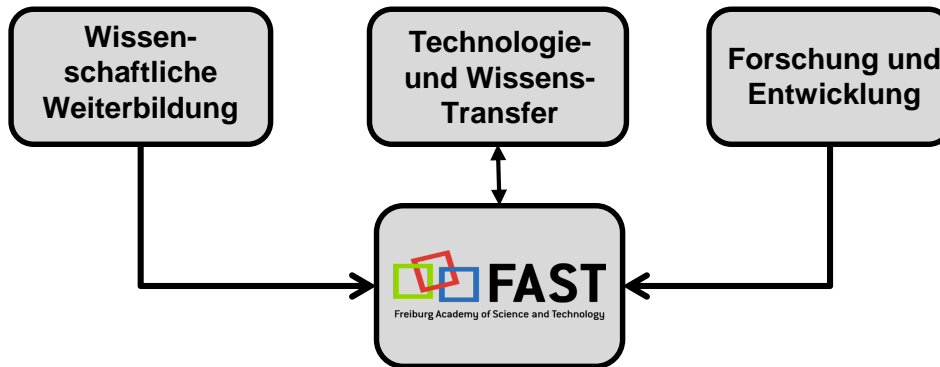 Wissen-
schaftliche
Weiterbildung
Technologie-
und Wissens-
Transfer
Forschung und
Entwicklung
FAST
Freiburg Academy of Science and Technology